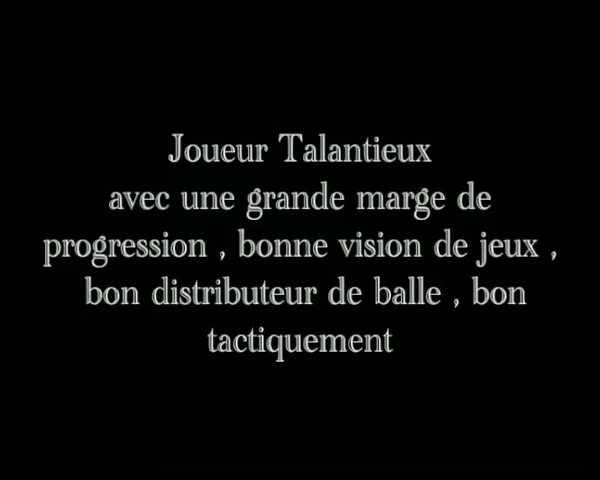 Joueur Talantieux
avec une grande marge de
progression , bonne vision de jeux ,
bon distributeur de balle , bon
tactiquement